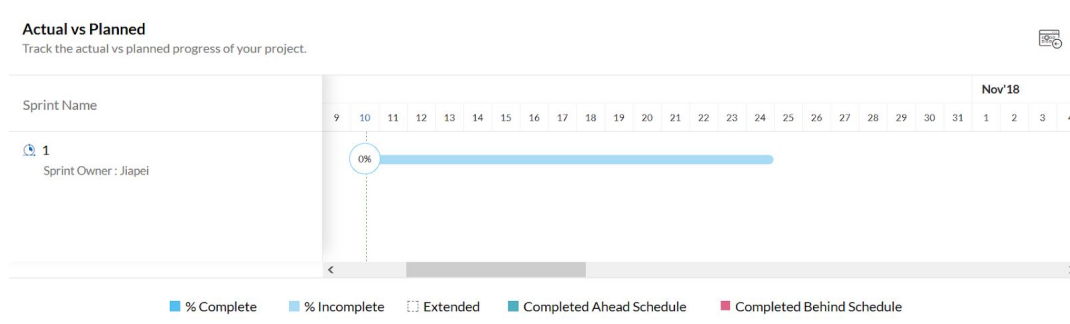 Actual vs Planned
Track the actual vs planned progress of your project.
Sprint Name
Nov'18
9 10 11 12 13 14 15 16 17 18 19 20 21 22 23 24 25 26 27 28 29 30 31 1 2 3 4
1
0%
Sprint Owner : Jiapei
% Complete % Incomplete Extended Completed Ahead Schedule Completed Behind Schedule